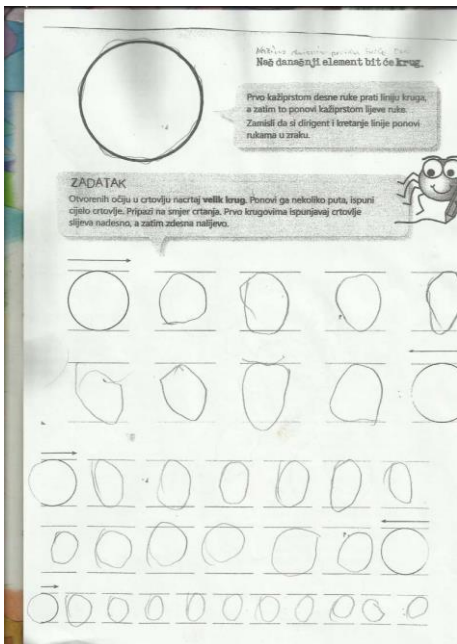 Naš današnji element bit će krug.
Prvo kažiprstom desne ruke prati liniju kruga,
a zatim to ponovi kažiprstom lijeve ruke.
Zamisli da si dirigent i kretanje linije ponovi
rukama u zraku.
ZADATAK
Otvorenih očiju u crtovlju nacrtaj velik krug. Ponovi ga nekoliko puta, ispuni
cijelo crtovlje. Pripazi na smjer crtanja. Prvo krugovima ispunjavaj crtovlje
slijeva nadesno, a zatim zdesna nalijevo.